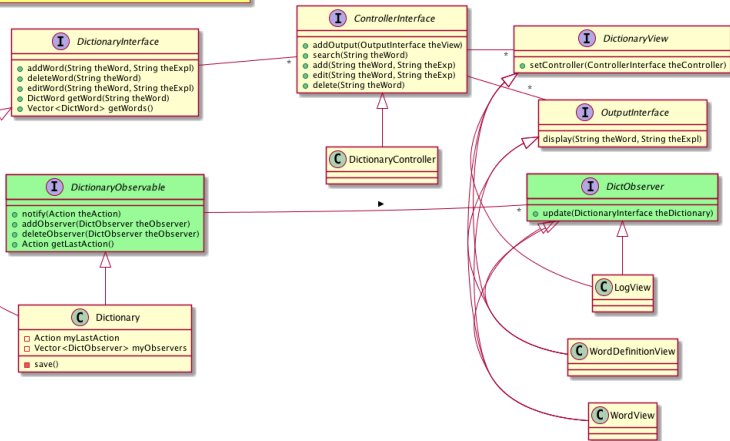 I DictionaryInterface
addWord(String theWord, String theExpl)
deleteWord(String theWord)
editWord(String theWord, String theExpl)
DictWord getWord(String theWord)
Vector<DictWord> getWords()
*
I ControllerInterface
addOutput(OutputInterface theView)
search(String theWord)
add(String theWord, String theExp)
edit(String theWord, String theExp)
delete(String theWord)
*
*
I DictionaryView
setController(ControllerInterface theController)
I OutputInterface
display(String theWord, String theExpl)
C DictionaryController
I DictionaryObservable
notify(Action theAction)
addObserver(DictObserver theObserver)
deleteObserver(DictObserver theObserver)
Action getLastAction()
*
I DictObserver
update(DictionaryInterface theDictionary)
C Dictionary
Action myLastAction
Vector<DictObserver> myObservers
save()
C LogView
C WordDefinitionView
C WordView